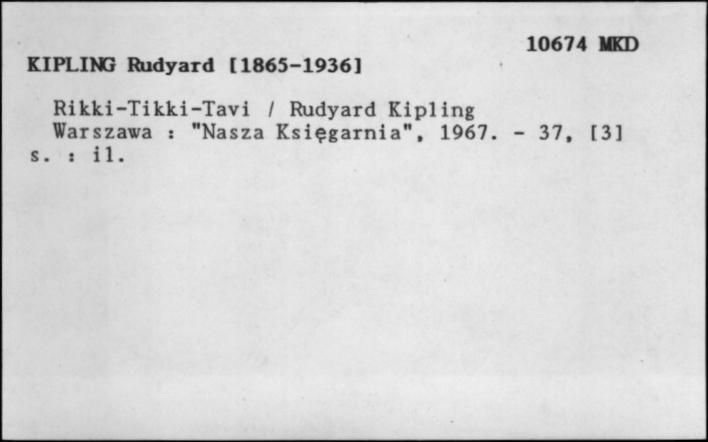 10674 MKD
KIPLING Rudyard [1865-1936]
Rikki-Tikki-Tavi / Rudyard Kipling
Warszawa : "Nasza Księgarnia", 1967. - 37, [3]
s. : il.